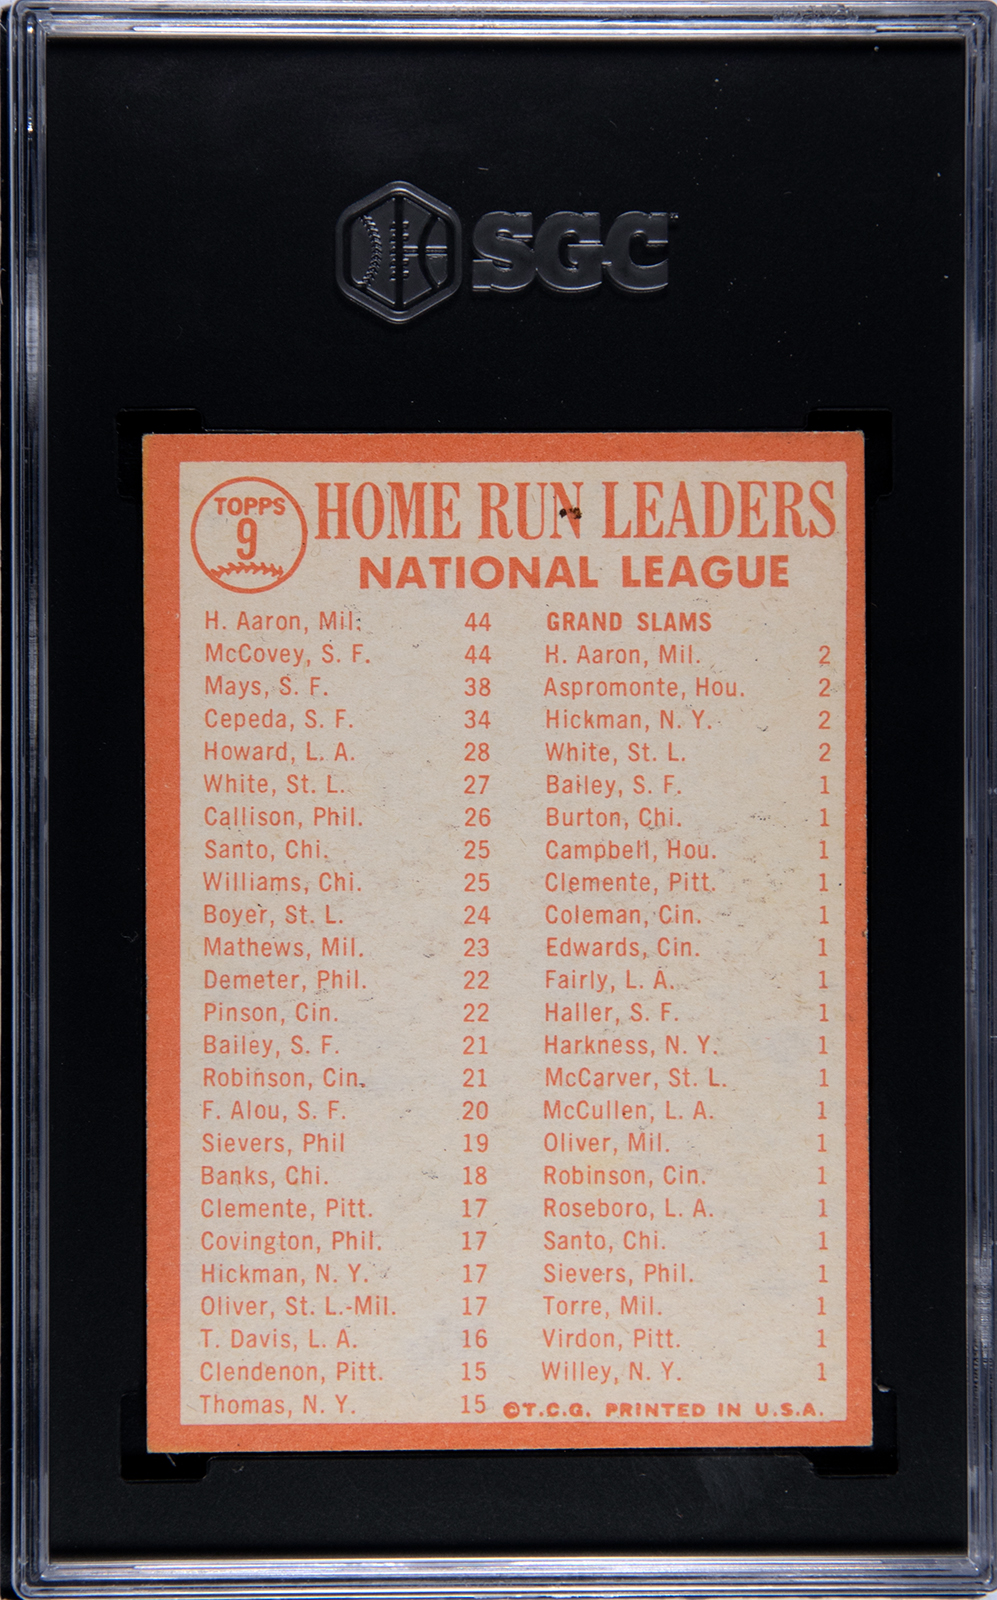 SGC
TOPPS
9
HOME RUN LEADERS
NATIONAL LEAGUE
H. Aaron, Mil. 44
McCovey, S. F. 44
Mays, S. F. 38
Cepeda, S. F. 34
Howard, L. A. 28
White, St. L. 27
Callison, Phil. 26
Santo, Chi. 25
Williams, Chi. 25
Boyer, St. L. 24
Mathews, Mil. 23
Demeter, Phil. 22
Pinson, Cin. 22
Bailey, S. F. 21
Robinson, Cin. 21
F. Alou, S. F. 20
Sievers, Phil 19
Banks, Chi. 18
Clemente, Pitt. 17
Covington, Phil. 17
Hickman, N. Y. 17
Oliver, St. L.-Mil. 17
T. Davis, L. A. 16
Clendenon, Pitt. 15
Thomas, N. Y. 15
GRAND SLAMS
H. Aaron, Mil. 2
Aspromonte, Hou. 2
Hickman, N. Y. 2
White, St. L. 2
Bailey, S. F. 1
Burton, Chi. 1
Campbell, Hou. 1
Clemente, Pitt. 1
Coleman, Cin. 1
Edwards, Cin. 1
Fairly, L. A. 1
Haller, S. F. 1
Harkness, N. Y. 1
McCarver, St. L. 1
McCullen, L. A. 1
Oliver, Mil. 1
Robinson, Cin. 1
Roseboro, L. A. 1
Santo, Chi. 1
Sievers, Phil. 1
Torre, Mil. 1
Virdon, Pitt. 1
Willey, N. Y. 1
©T.C.G. PRINTED IN U.S.A.